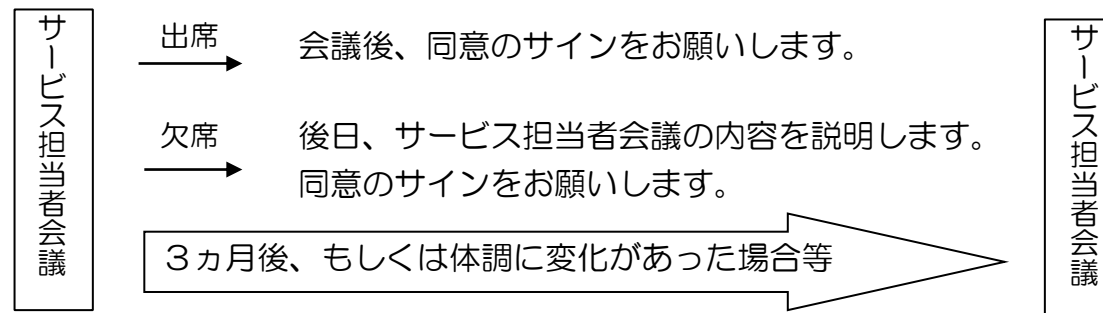 サービス担当者会議
出席
会議後、同意のサインをお願いします。
欠席
後日、サービス担当者会議の内容を説明します。
同意のサインをお願いします。
３ヵ月後、もしくは体調に変化があった場合等
サービス担当者会議